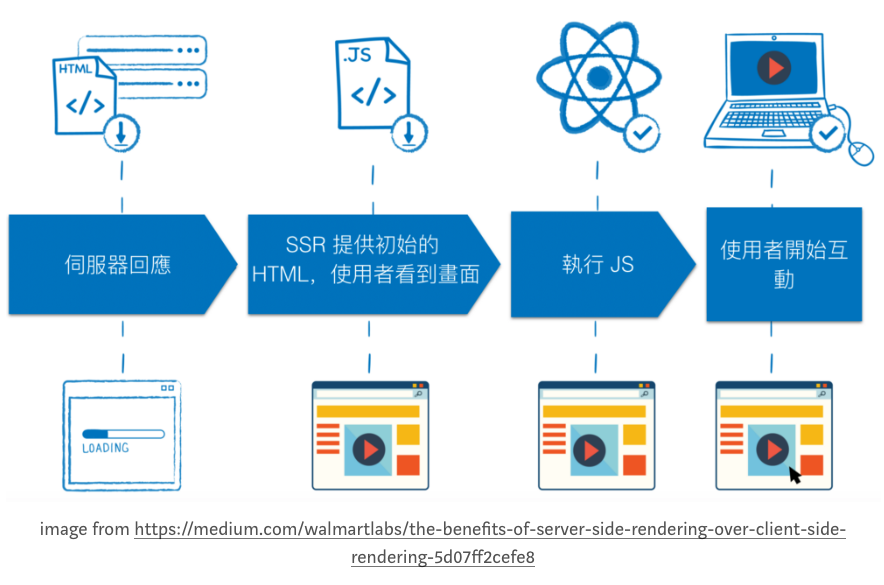 HTML
</>
.JS
</>
伺服器回應
SSR 提供初始的
HTML，使用者看到畫面
執行 JS
使用者開始互
動
LOADING
image from https://medium.com/walmartlabs/the-benefits-of-server-side-rendering-over-client-side-
rendering-5d07ff2cefe8